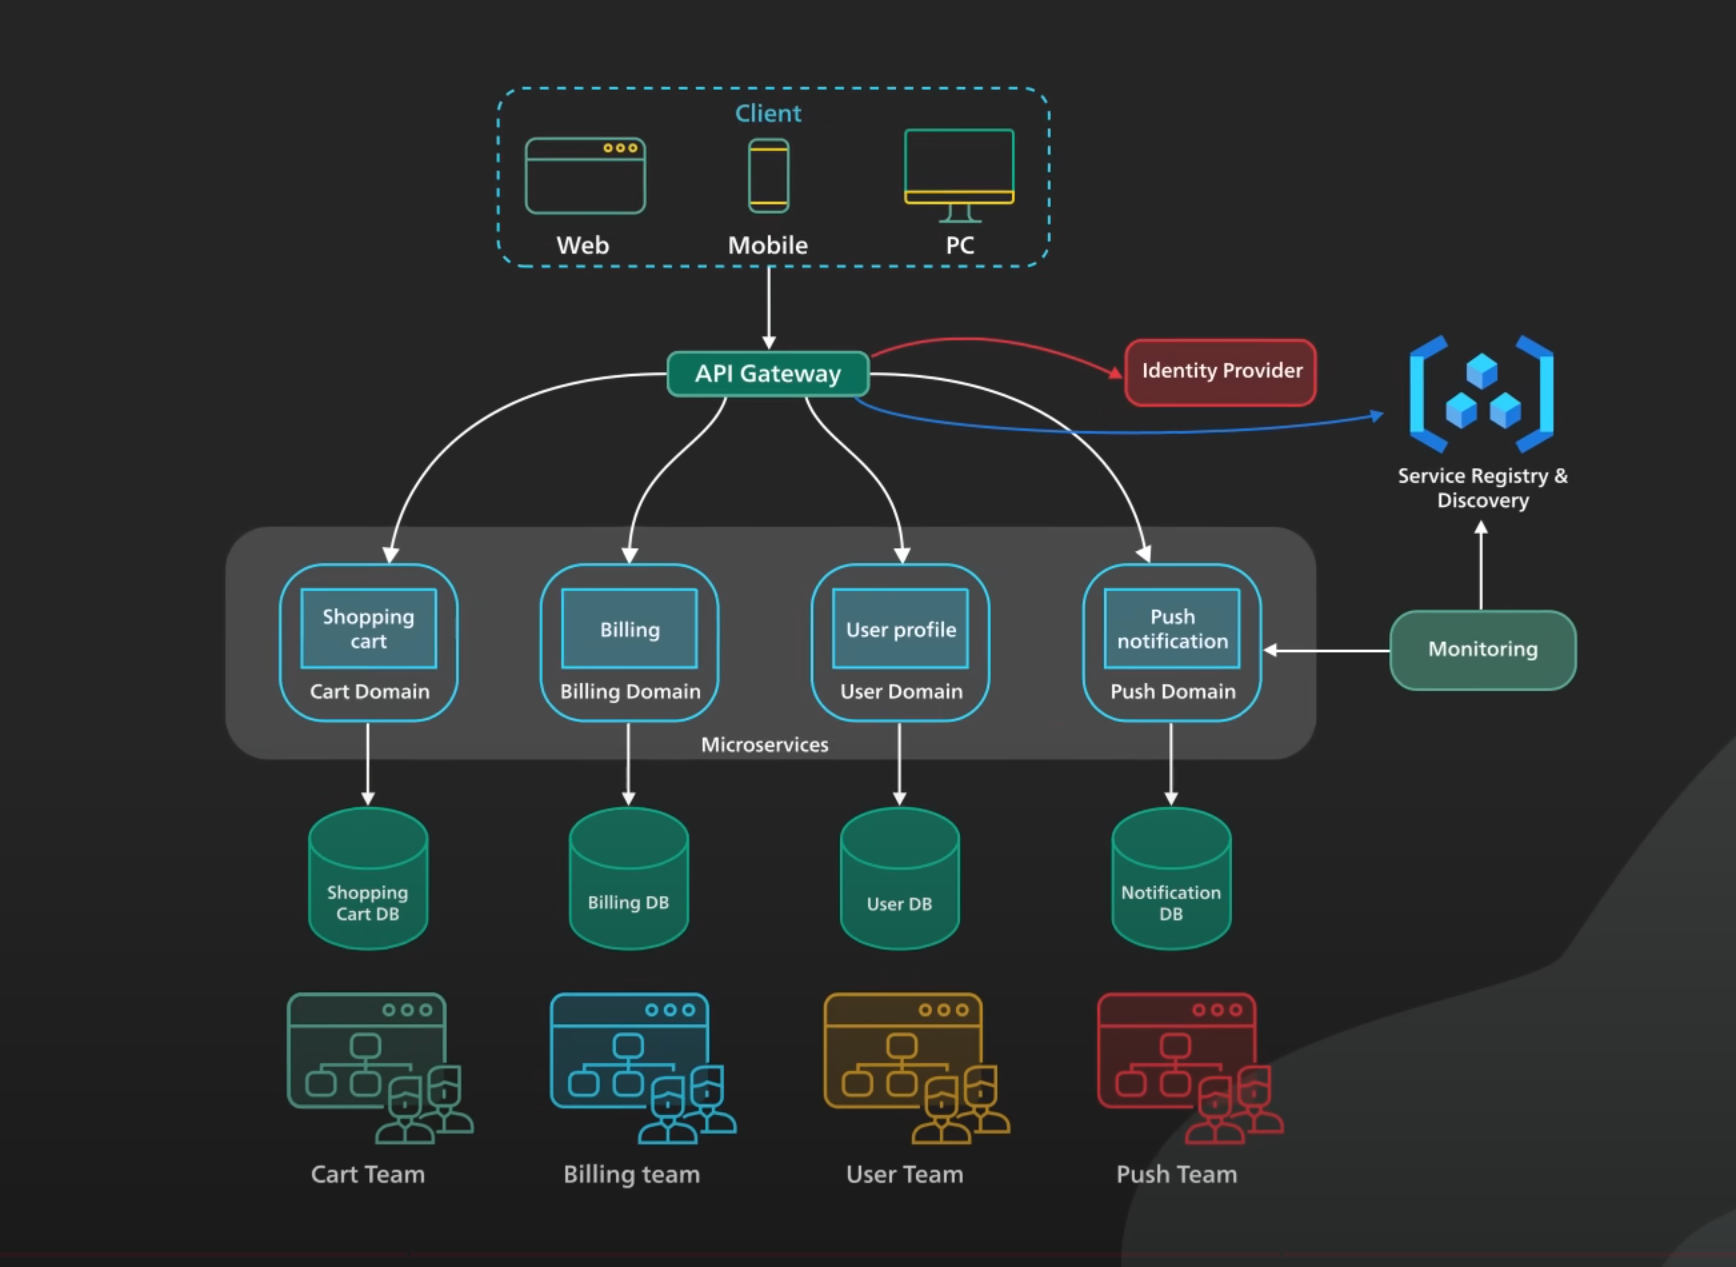 Client
Web
Mobile
PC
API Gateway
Identity Provider
Service Registry &
Discovery
Shopping
cart
Cart Domain
Billing
Billing Domain
User profile
User Domain
Push
notification
Push Domain
Monitoring
Microservices
Shopping
Cart DB
Billing DB
User DB
Notification
DB
Cart Team
Billing team
User Team
Push Team